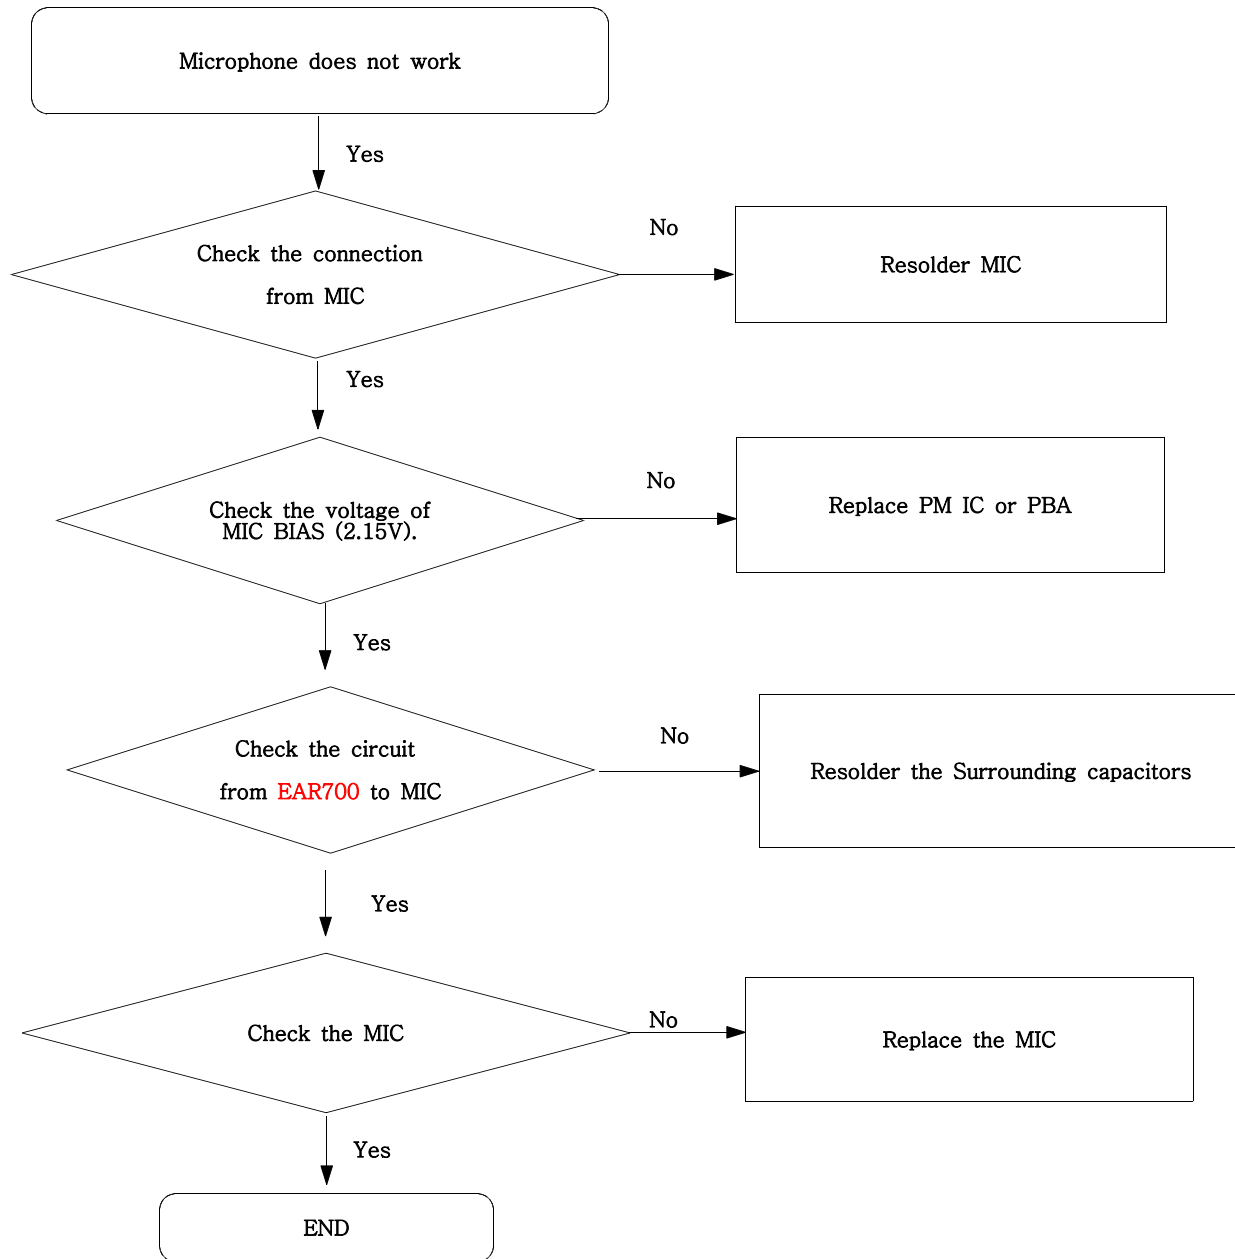 Microphone does not work
Yes
Check the connection
from MIC
No
Resolder MIC
Yes
Check the voltage of
MIC BIAS (2.15V).
No
Replace PM IC or PBA
Yes
Check the circuit
from EAR700 to MIC
No
Resolder the Surrounding capacitors
Yes
Check the MIC
No
Replace the MIC
Yes
END